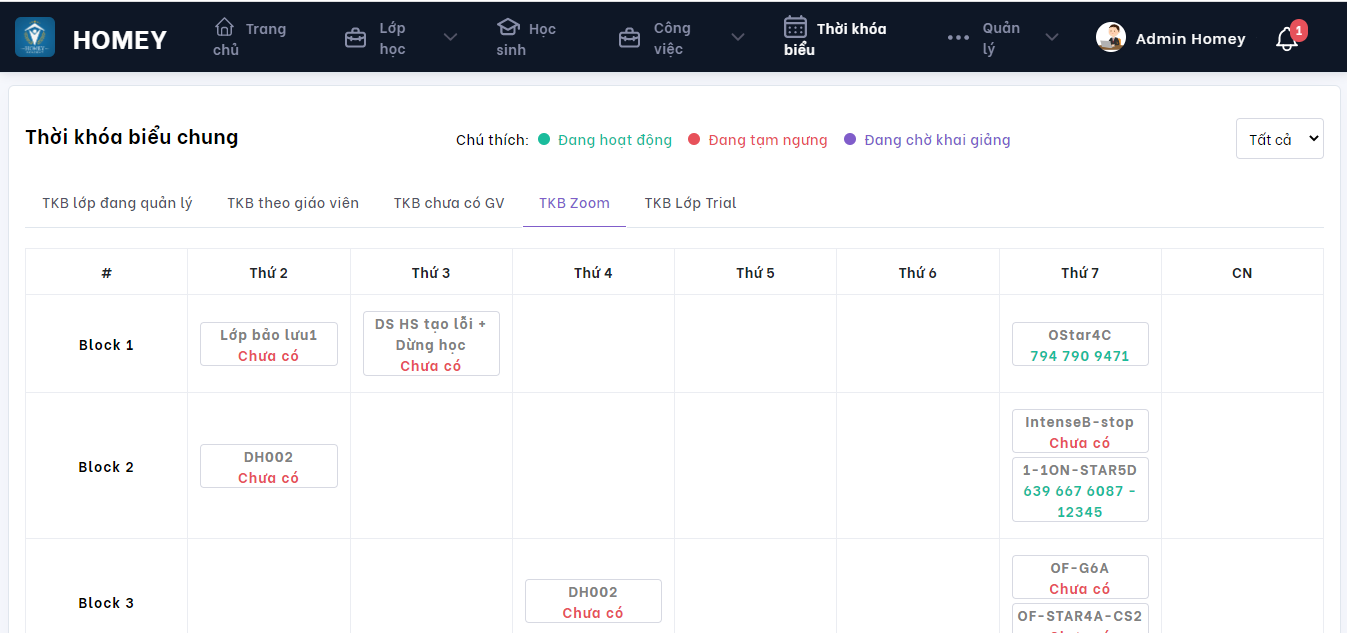 HOMEY
Trang chủ
Lớp học
Học sinh
Công việc
Thời khóa biểu
Quản lý
Admin Homey
1
Thời khóa biểu chung
Chú thích: Đang hoạt động Đang tạm ngưng Đang chờ khai giảng
Tất cả
TKB lớp đang quản lý TKB theo giáo viên TKB chưa có GV TKB Zoom TKB Lớp Trial
# Thứ 2 Thứ 3 Thứ 4 Thứ 5 Thứ 6 Thứ 7 CN
Block 1
Lớp bảo lưu1
Chưa có
DS HS tạo lỗi +
Dừng học
Chưa có
OStar4C
794 790 9471
Block 2
DH002
Chưa có
IntenseB-stop
Chưa có
1-1ON-STAR5D
639 667 6087 -
12345
Block 3
DH002
Chưa có
OF-G6A
Chưa có
OF-STAR4A-CS2